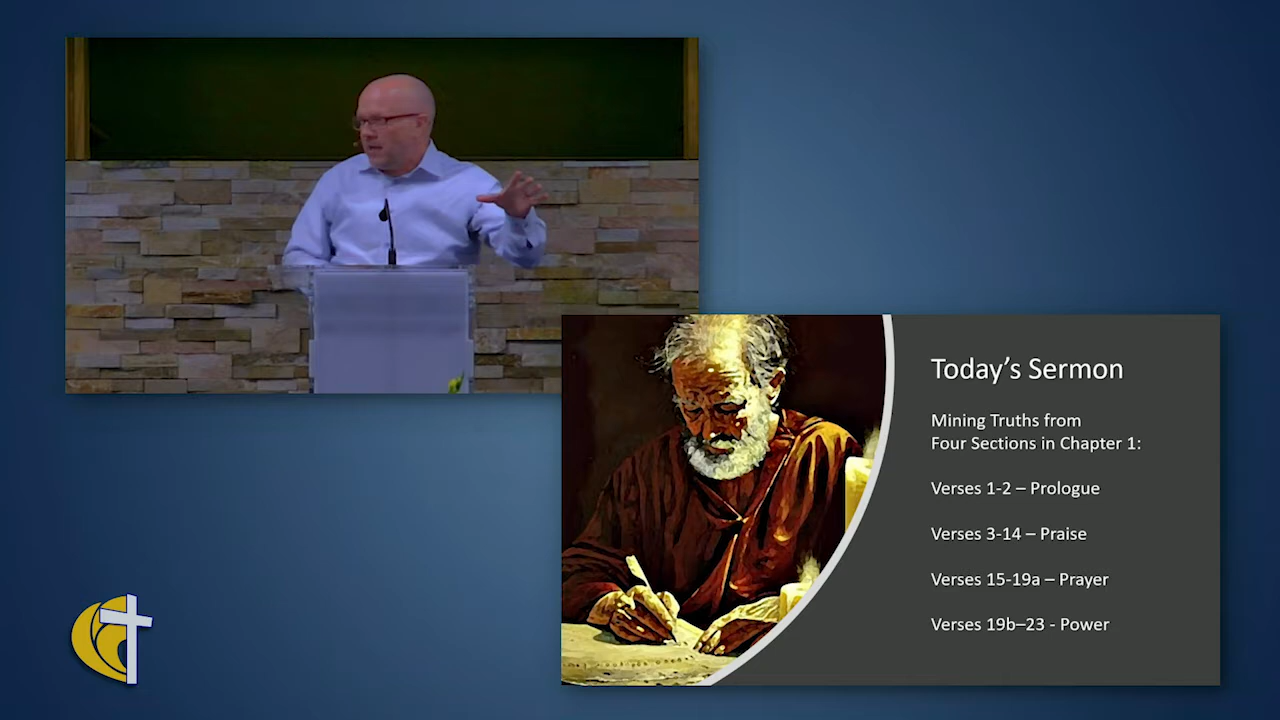 Today’s Sermon
Mining Truths from
Four Sections in Chapter 1:
Verses 1-2 – Prologue
Verses 3-14 – Praise
Verses 15-19a – Prayer
Verses 19b–23 - Power